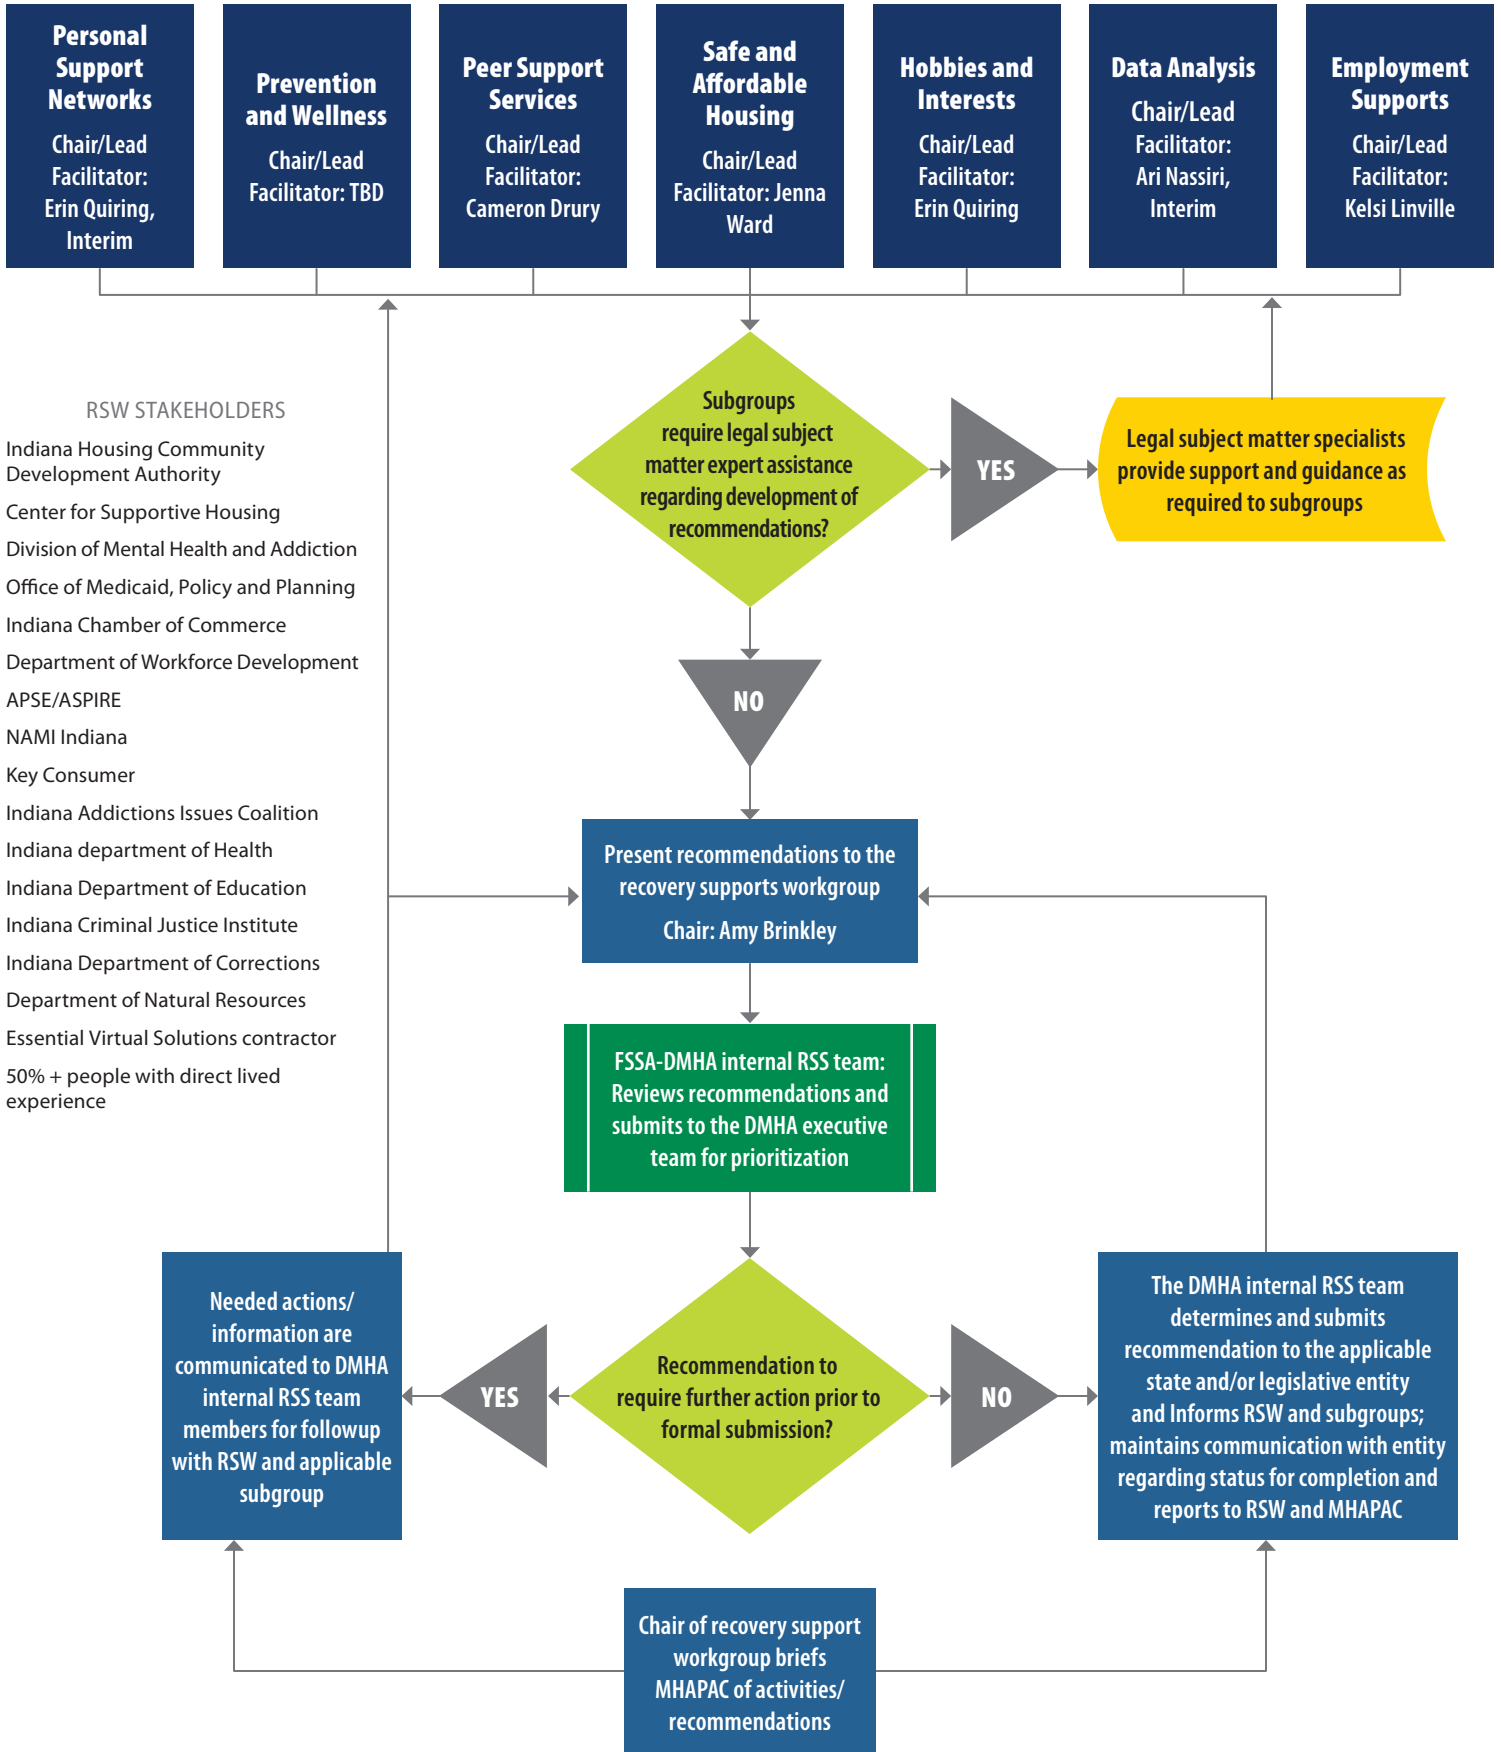 Personal
Support
Networks
Chair/Lead
Facilitator:
Erin Quiring,
Interim
Prevention
and Wellness
Chair/Lead
Facilitator: TBD
Peer Support
Services
Chair/Lead
Facilitator:
Cameron Drury
Safe and
Affordable
Housing
Chair/Lead
Facilitator: Jenna
Ward
Hobbies and
Interests
Chair/Lead
Facilitator:
Erin Quiring
Data Analysis
Chair/Lead
Facilitator:
Ari Nassiri,
Interim
Employment
Supports
Chair/Lead
Facilitator:
Kelsi Linville
Subgroups
require legal subject
matter expert assistance
regarding development of
recommendations?
YES
Legal subject matter specialists
provide support and guidance as
required to subgroups
RSW STAKEHOLDERS
Indiana Housing Community
Development Authority
Center for Supportive Housing
Division of Mental Health and Addiction
Office of Medicaid, Policy and Planning
Indiana Chamber of Commerce
Department of Workforce Development
APSE/ASPIRE
NAMI Indiana
Key Consumer
Indiana Addictions Issues Coalition
Indiana department of Health
Indiana Department of Education
Indiana Criminal Justice Institute
Indiana Department of Corrections
Department of Natural Resources
Essential Virtual Solutions contractor
50% + people with direct lived
experience
NO
Present recommendations to the
recovery supports workgroup
Chair: Amy Brinkley
FSSA-DMHA internal RSS team:
Reviews recommendations and
submits to the DMHA executive
team for prioritization
Needed actions/
information are
communicated to DMHA
internal RSS team
members for followup
with RSW and applicable
subgroup
YES
Recommendation to
require further action prior to
formal submission?
NO
The DMHA internal RSS team
determines and submits
recommendation to the applicable
state and/or legislative entity
and Informs RSW and subgroups;
maintains communication with entity
regarding status for completion and
reports to RSW and MHAPAC
Chair of recovery support
workgroup briefs
MHAPAC of activities/
recommendations